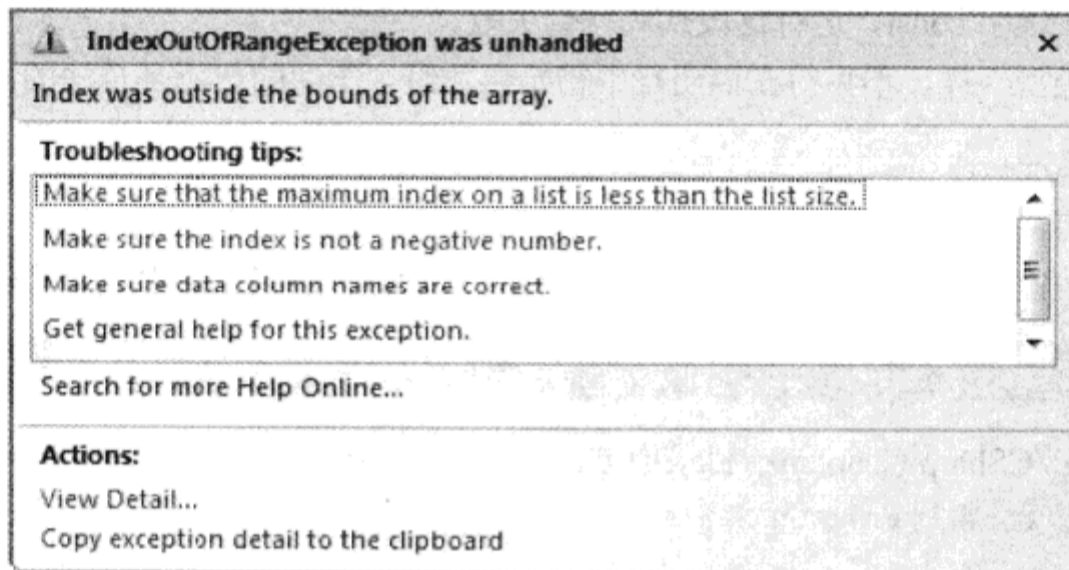 IndexOutOfRangeException was unhandled
Index was outside the bounds of the array.
Troubleshooting tips:
Make sure that the maximum index on a list is less than the list size.
Make sure the index is not a negative number.
Make sure data column names are correct.
Get general help for this exception.
Search for more Help Online...
Actions:
View Detail...
Copy exception detail to the clipboard